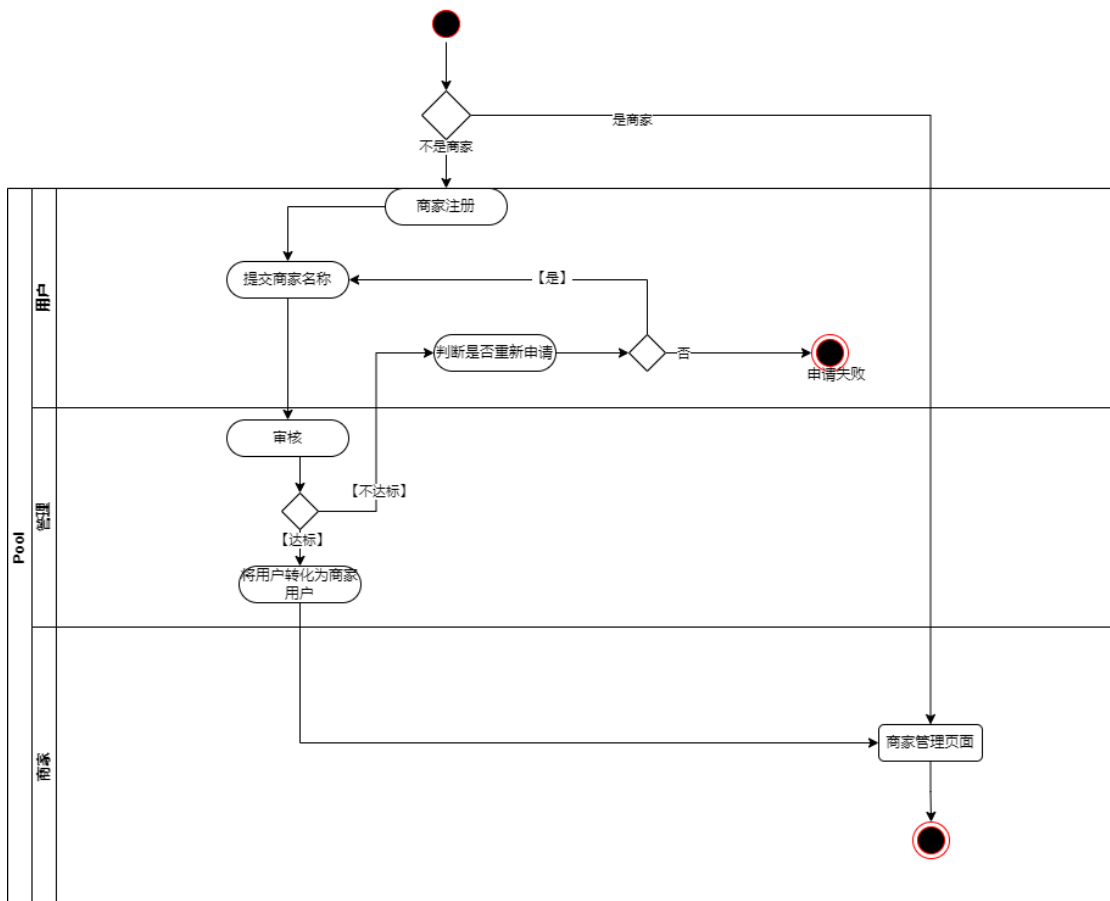 是商家
不是商家
商家注册
提交商家名称
【是】
用户
判断是否重新申请
否
申请失败
审核
【不达标】
管理
【达标】
Pool
将用户转化为商家
用户
商家管理页面
商家